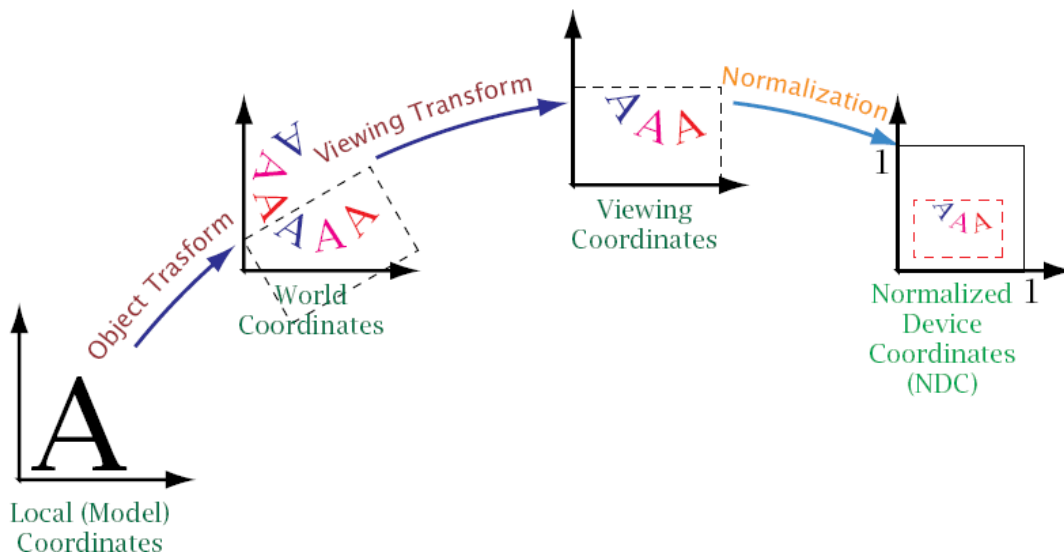 Local (Model)
Coordinates
A
Object Trasform
World
Coordinates
A
A
A
A
A
A
Viewing Transform
Viewing
Coordinates
A
A
A
Normalization
1
1
A
A
A
Normalized
Device
Coordinates
(NDC)